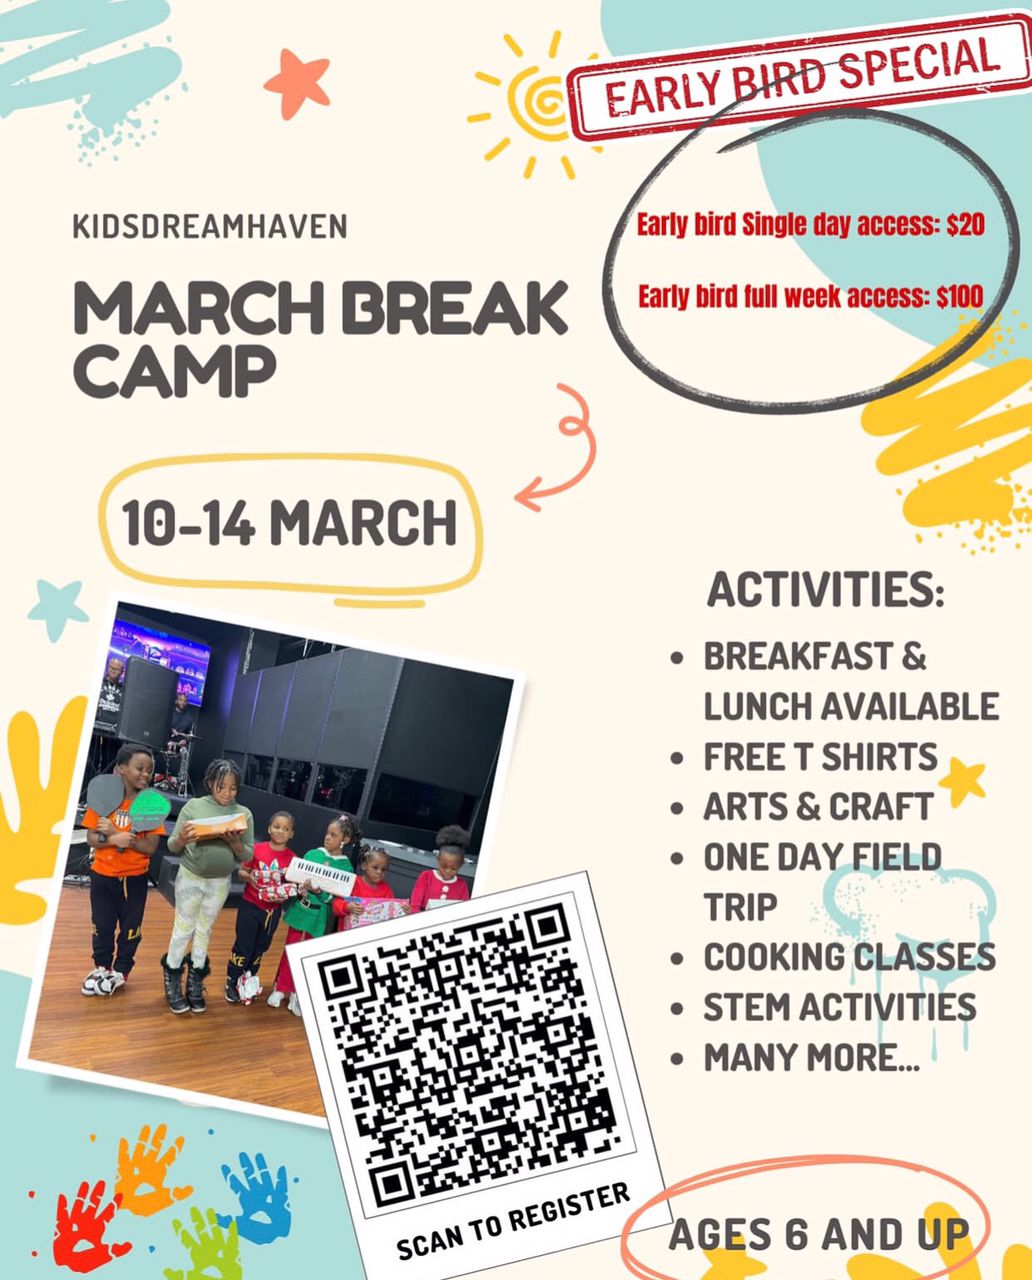 EARLY BIRD SPECIAL
Early bird Single day access: $20
Early bird full week access: $100
KIDSDREAMHAVEN
MARCH BREAK
CAMP
10-14 MARCH
ACTIVITIES:
• BREAKFAST &
LUNCH AVAILABLE
• FREE T SHIRTS
• ARTS & CRAFT
• ONE DAY FIELD
TRIP
• COOKING CLASSES
• STEM ACTIVITIES
• MANY MORE...
SCAN TO REGISTER
AGES 6 AND UP